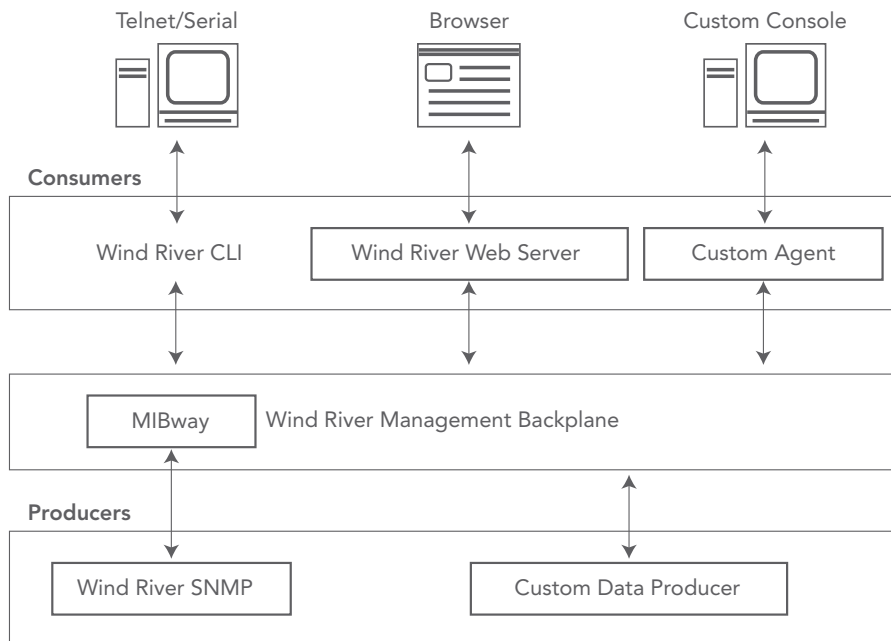 Telnet/Serial
Browser
Custom Console
Consumers
Wind River CLI
Wind River Web Server
Custom Agent
MIBway
Wind River Management Backplane
Producers
Wind River SNMP
Custom Data Producer